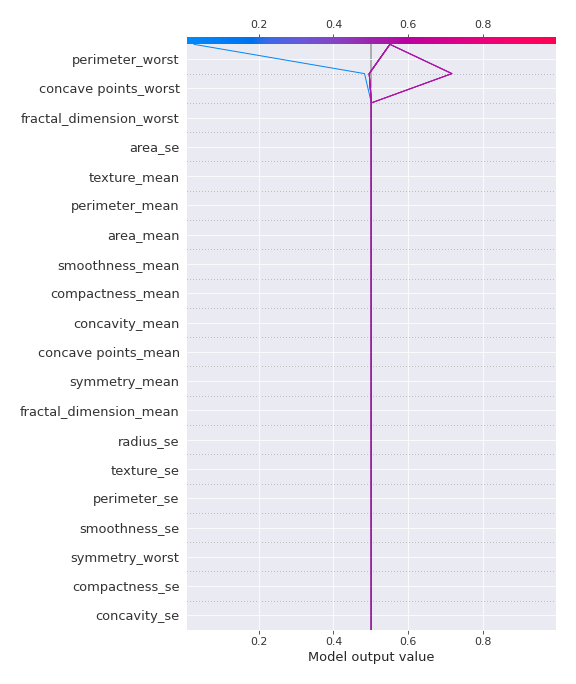 0.2 0.4 0.6 0.8
perimeter_worst
concave points_worst
fractal_dimension_worst
area_se
texture_mean
perimeter_mean
area_mean
smoothness_mean
compactness_mean
concavity_mean
concave points_mean
symmetry_mean
fractal_dimension_mean
radius_se
texture_se
perimeter_se
smoothness_se
symmetry_worst
compactness_se
concavity_se
0.2 0.4 0.6 0.8
Model output value